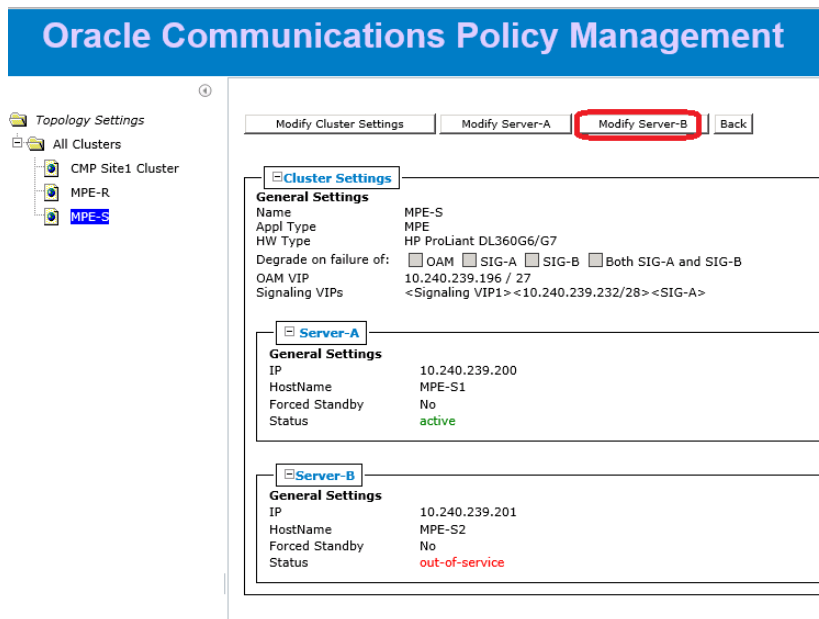 Oracle Communications Policy Management
Topology Settings
All Clusters
CMP Site1 Cluster
MPE-R
MPE-S
Modify Cluster Settings Modify Server-A Modify Server-B Back
Cluster Settings
General Settings
Name MPE-S
Appl Type MPE
HW Type HP ProLiant DL360G6/G7
Degrade on failure of: OAM SIG-A SIG-B Both SIG-A and SIG-B
OAM VIP 10.240.239.196 / 27
Signaling VIPs <Signaling VIP1><10.240.239.232/28><SIG-A>
Server-A
General Settings
IP 10.240.239.200
HostName MPE-S1
Forced Standby No
Status active
Server-B
General Settings
IP 10.240.239.201
HostName MPE-S2
Forced Standby No
Status out-of-service